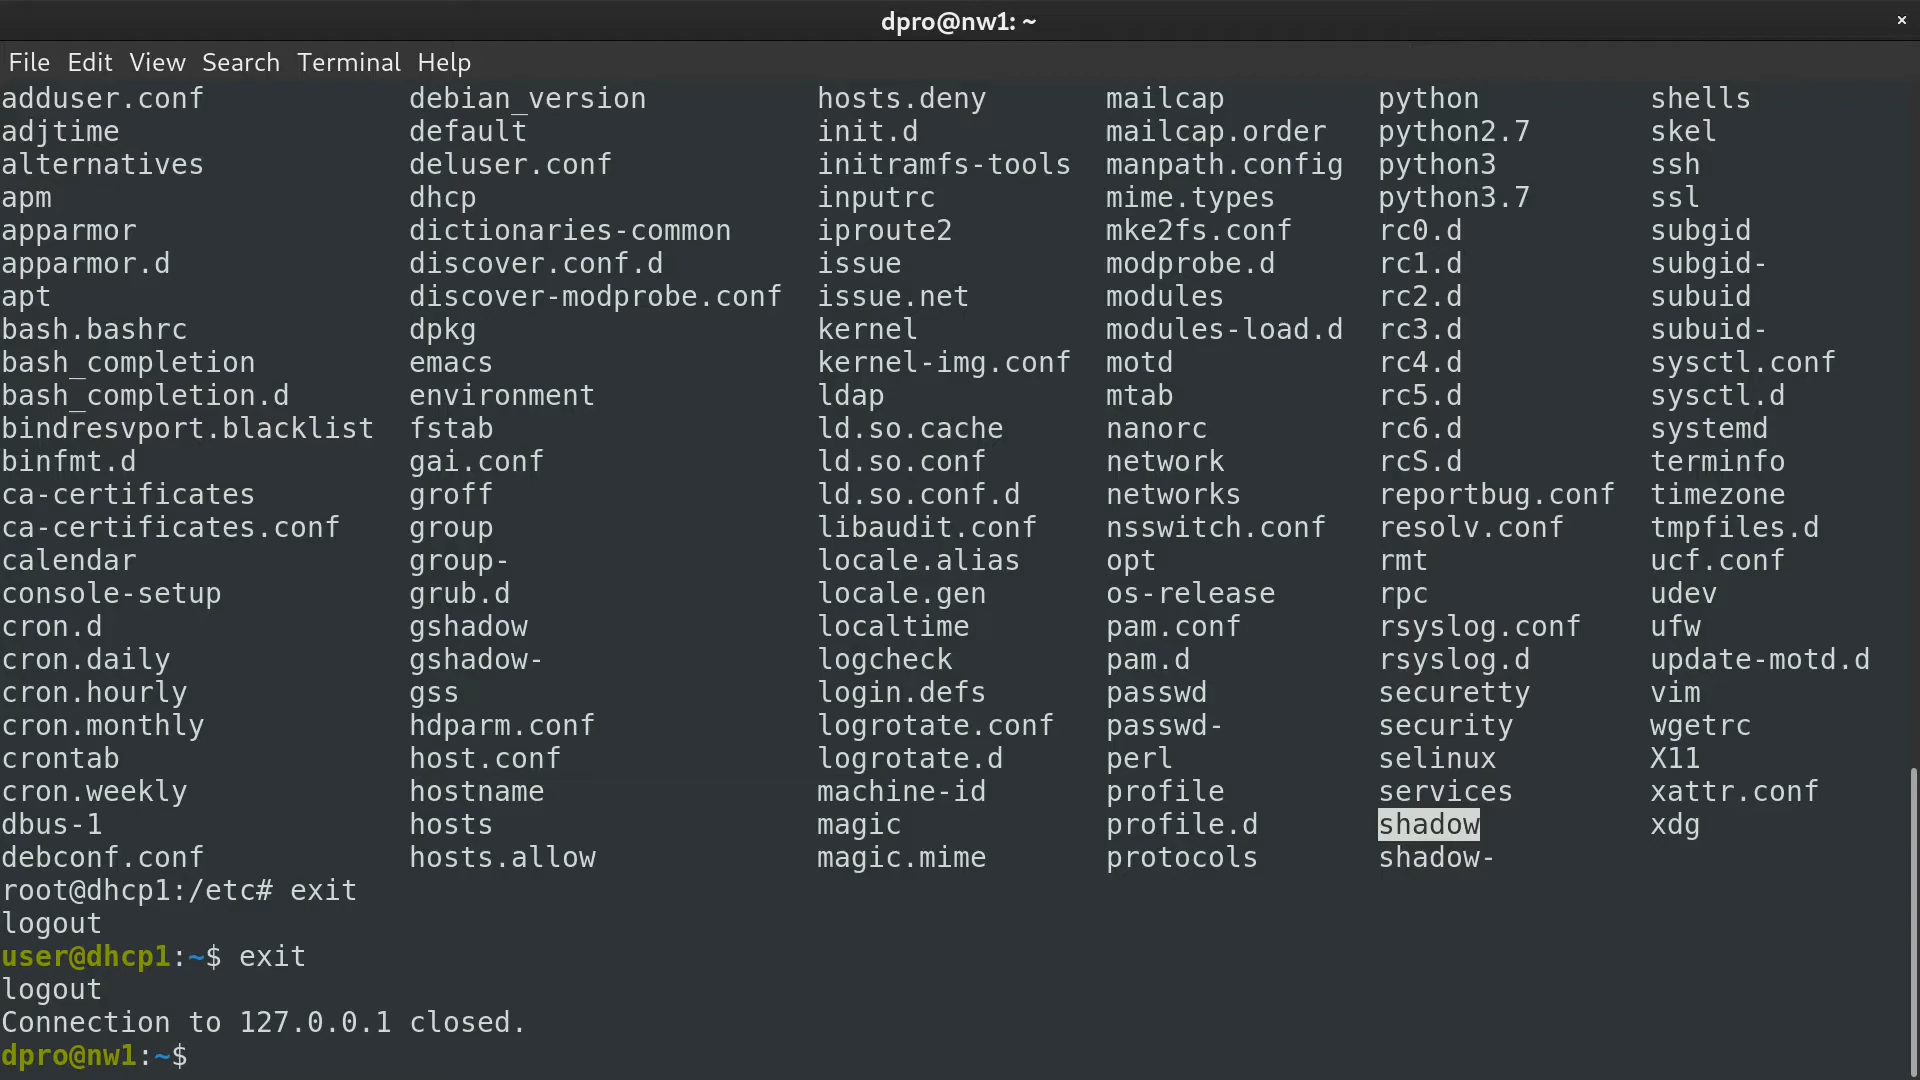 dpro@nw1: ~ ×
File Edit View Search Terminal Help
adduser.conf debian_version hosts.deny mailcap python shells
adjtime default init.d mailcap.order python2.7 skel
alternatives deluser.conf initramfs-tools manpath.config python3 ssh
apm dhcp inputrc mime.types python3.7 ssl
apparmor dictionaries-common iproute2 mke2fs.conf rc0.d subgid
apparmor.d discover.conf.d issue modprobe.d rc1.d subgid-
apt discover-modprobe.conf issue.net modules rc2.d subuid
bash.bashrc dpkg kernel modules-load.d rc3.d subuid-
bash_completion emacs kernel-img.conf motd rc4.d sysctl.conf
bash_completion.d environment ldap mtab rc5.d sysctl.d
bindresvport.blacklist fstab ld.so.cache nanorc rc6.d systemd
binfmt.d gai.conf ld.so.conf network rcS.d terminfo
ca-certificates groff ld.so.conf.d networks reportbug.conf timezone
ca-certificates.conf group libaudit.conf nsswitch.conf resolv.conf tmpfiles.d
calendar group- locale.alias opt rmt ucf.conf
console-setup grub.d locale.gen os-release rpc udev
cron.d gshadow localtime pam.conf rsyslog.conf ufw
cron.daily gshadow- logcheck pam.d rsyslog.d update-motd.d
cron.hourly gss login.defs passwd securetty vim
cron.monthly hdparm.conf logrotate.conf passwd- security wgetrc
crontab host.conf logrotate.d perl selinux X11
cron.weekly hostname machine-id profile services xattr.conf
dbus-1 hosts magic profile.d shadow xdg
debconf.conf hosts.allow magic.mime protocols shadow-
root@dhcp1:/etc# exit
logout
user@dhcp1:~$ exit
logout
Connection to 127.0.0.1 closed.
dpro@nw1:~$